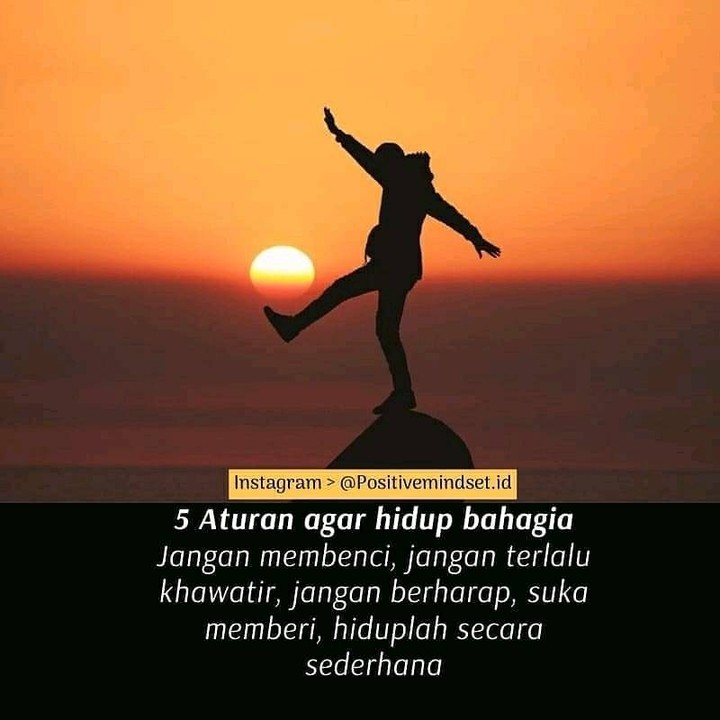 Instagram > @Positivemindset.id
5 Aturan agar hidup bahagia
Jangan membenci, jangan terlalu
khawatir, jangan berharap, suka
memberi, hiduplah secara
sederhana